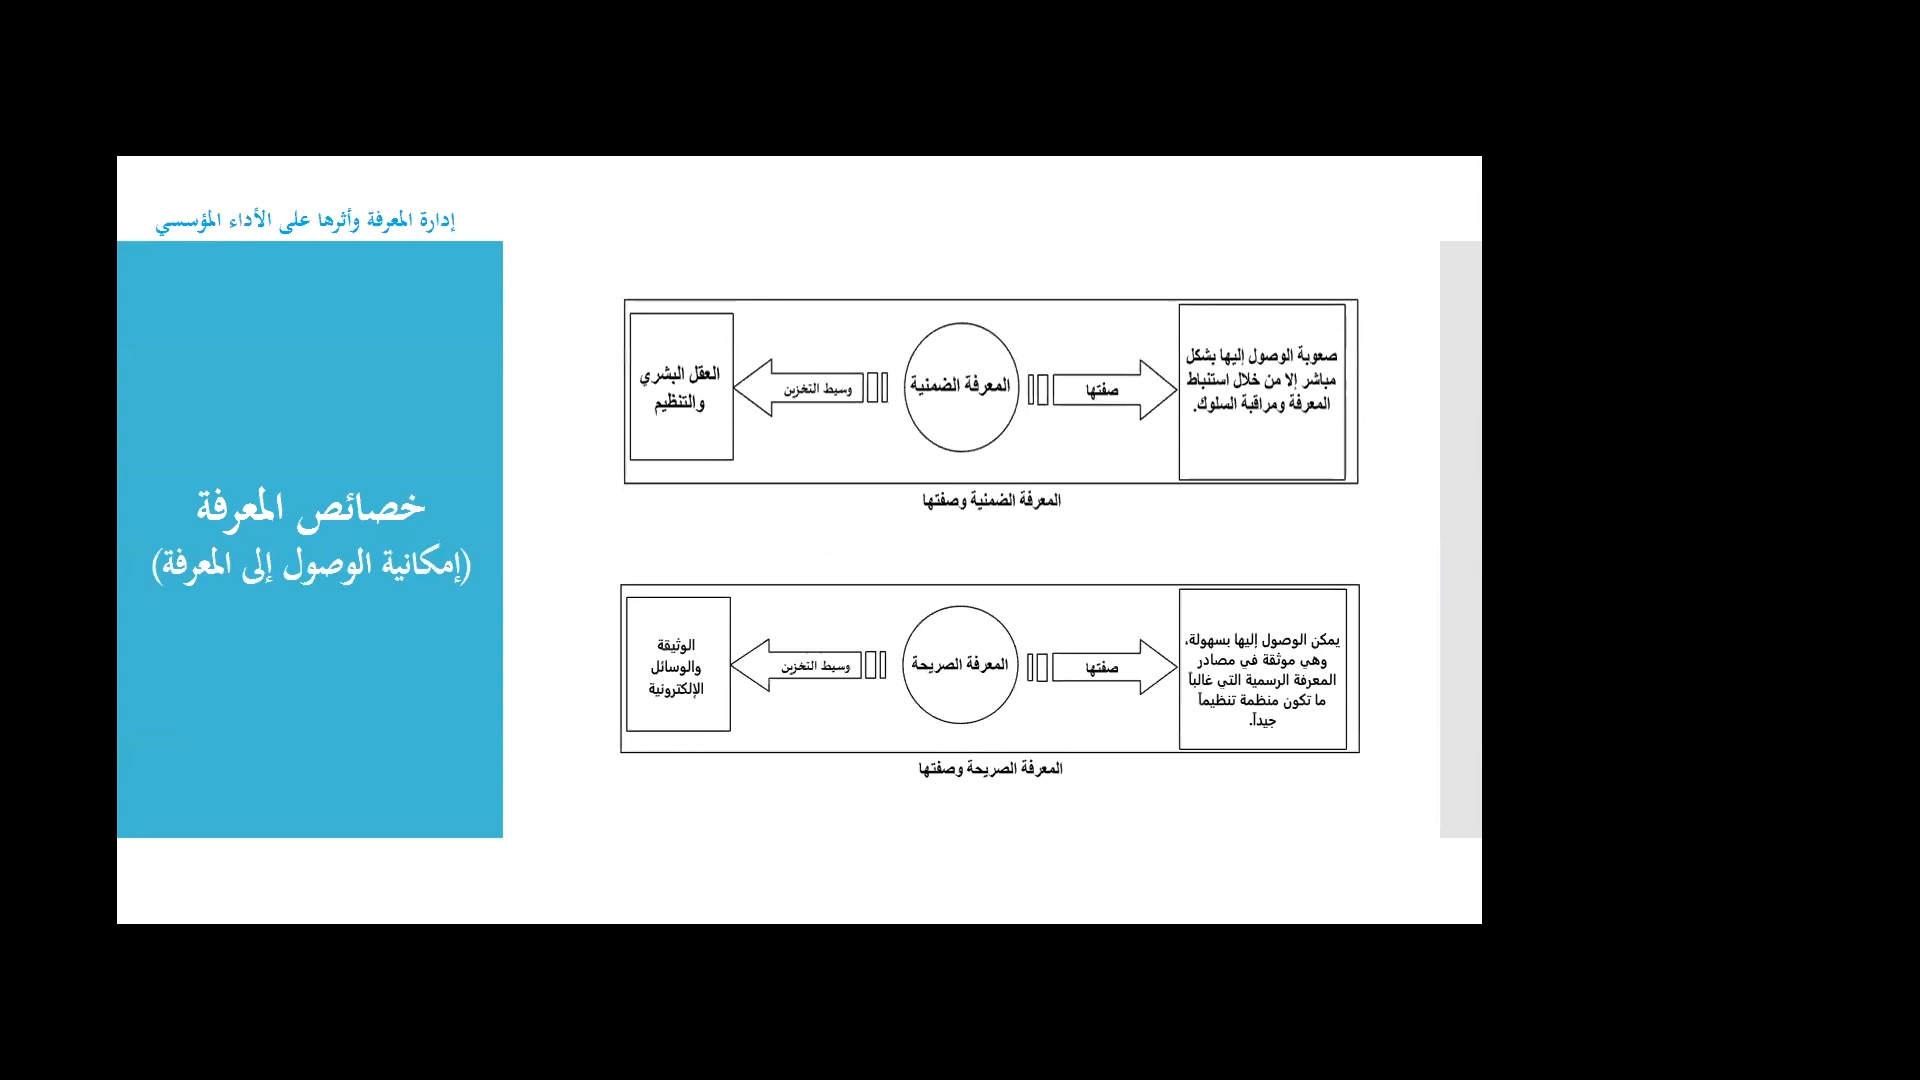 إدارة المعرفة وأثرها على الأداء المؤسسي
خصائص المعرفة
(إمكانية الوصول إلى المعرفة)
صعوبة الوصول إليها بشكل
مباشر إلا من خلال استنباط
المعرفة ومراقبة السلوك.
صفتها
المعرفة الضمنية
وسيط التخزين
العقل البشري
والتنظيم
المعرفة الضمنية وصفتها
يمكن الوصول إليها بسهولة،
وهي موثقة في مصادر
المعرفة الرسمية التي غالباً
ما تكون منظمة تنظيماً
جيداً.
صفتها
المعرفة الصريحة
وسيط التخزين
الوثيقة
والوسائل
الإلكترونية
المعرفة الصريحة وصفتها